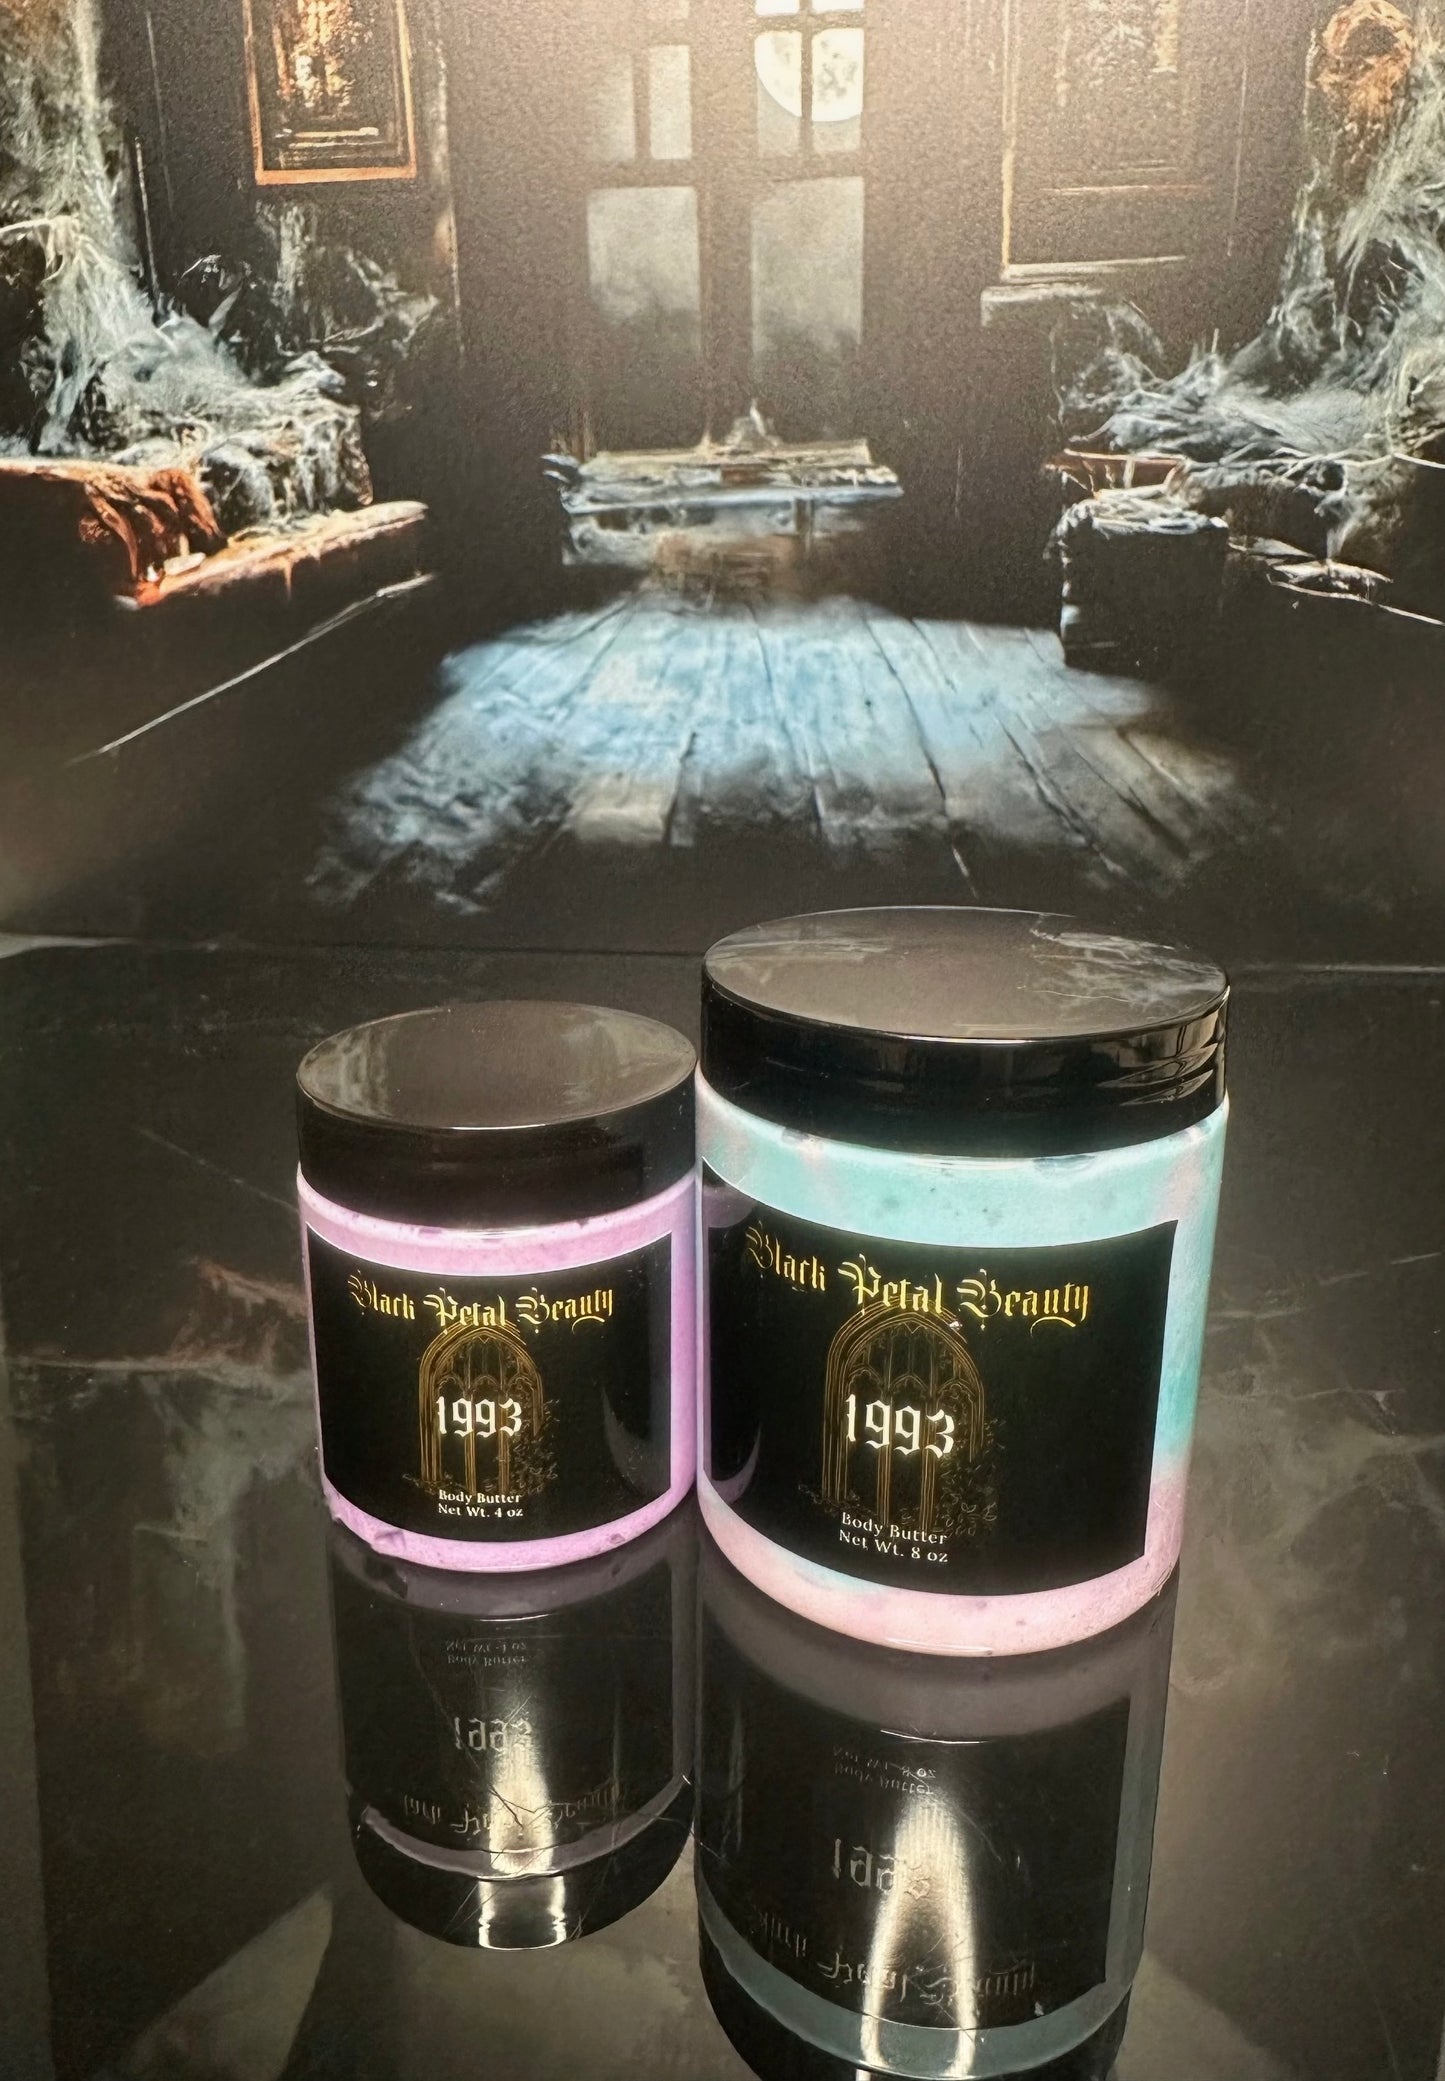 Black Petal Beauty
1993
Body Butter
Net Wt. 4 oz
Black Petal Beauty
1993
Body Butter
Net Wt. 8 oz